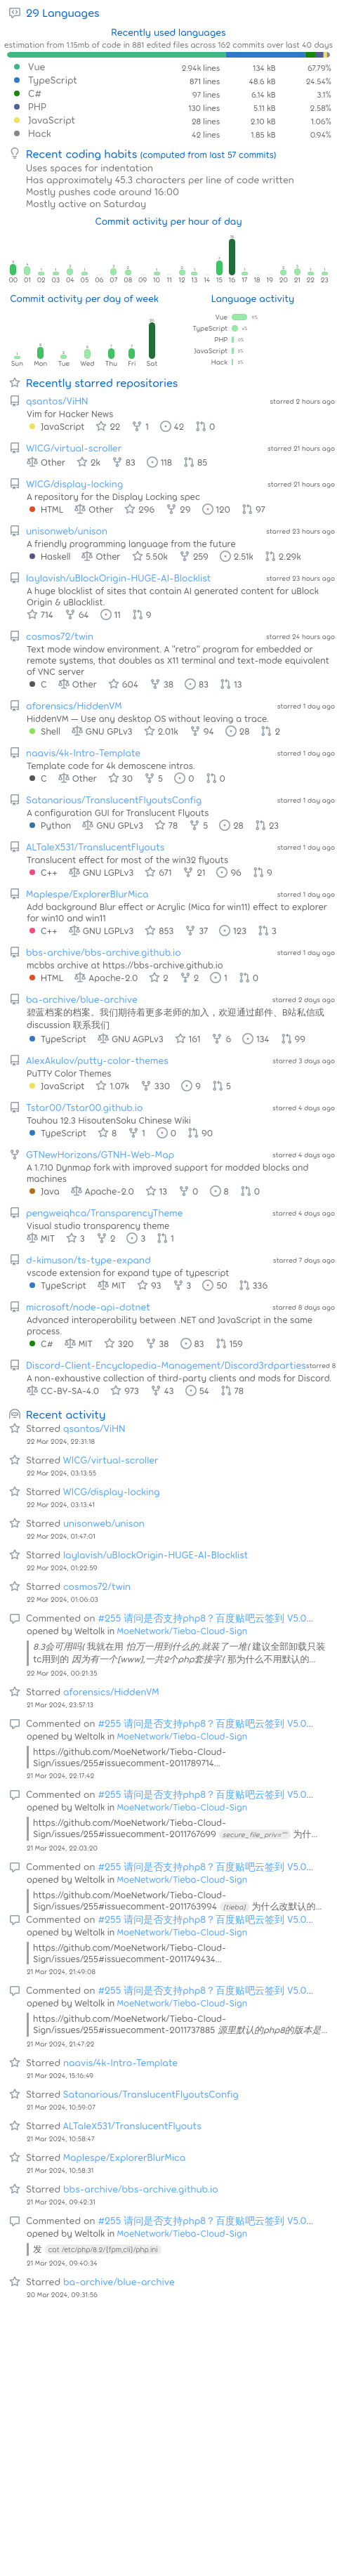 29 Languages
Recently used languages
estimation from 1.15mb of code in 881 edited files across 162 commits over last 40 days
Vue 2.94k lines 134 kB 67.79%
TypeScript 871 lines 48.6 kB 24.54%
C# 97 lines 6.14 kB 3.1%
PHP 130 lines 5.11 kB 2.58%
JavaScript 28 lines 2.10 kB 1.06%
Hack 42 lines 1.85 kB 0.94%
Recent coding habits (computed from last 57 commits)
Uses spaces for indentation
Has approximately 45.3 characters per line of code written
Mostly pushes code around 16:00
Mostly active on Saturday
Commit activity per hour of day
00 01 02 03 04 05 06 07 08 09 10 11 12 13 14 15 16 17 18 19 20 21 22 23
Commit activity per day of week
Language activity
Sun Mon Tue Wed Thu Fri Sat
Vue
TypeScript
PHP
JavaScript
Hack
Recently starred repositories
qsantos/ViHN starred 2 hours ago
Vim for Hacker News
JavaScript 22 1 42 0
WICG/virtual-scroller starred 21 hours ago
Other 2k 83 118 85
WICG/display-locking starred 21 hours ago
A repository for the Display Locking spec
HTML Other 296 29 120 97
unisonweb/unison starred 23 hours ago
A friendly programming language from the future
Haskell Other 5.50k 259 2.51k 2.29k
laylavish/uBlockOrigin-HUGE-AI-Blocklist starred 23 hours ago
A huge blocklist of sites that contain AI generated content for uBlock
Origin & uBlacklist.
714 64 11 9
cosmos72/twin starred 24 hours ago
Text mode window environment. A "retro" program for embedded or
remote systems, that doubles as X11 terminal and text-mode equivalent
of VNC server
C Other 604 38 83 13
aforensics/HiddenVM starred 1 day ago
HiddenVM — Use any desktop OS without leaving a trace.
Shell GNU GPLv3 2.01k 94 28 2
naavis/4k-Intro-Template starred 1 day ago
Template code for 4k demoscene intros.
C Other 30 5 0 0
Satanarious/TranslucentFlyoutsConfig starred 1 day ago
A configuration GUI for Translucent Flyouts
Python GNU GPLv3 78 5 28 23
ALTaleX531/TranslucentFlyouts starred 1 day ago
Translucent effect for most of the win32 flyouts
C++ GNU LGPLv3 671 21 96 9
Maplespe/ExplorerBlurMica starred 1 day ago
Add background Blur effect or Acrylic (Mica for win11) effect to explorer
for win10 and win11
C++ GNU LGPLv3 853 37 123 3
bbs-archive/bbs-archive.github.io starred 1 day ago
mcbbs archive at https://bbs-archive.github.io
HTML Apache-2.0 2 2 1 0
ba-archive/blue-archive starred 2 days ago
碧蓝档案的档案。我们期待着更多老师的加入，欢迎通过邮件、B站私信或
discussion 联系我们
TypeScript GNU AGPLv3 161 6 134 99
AlexAkulov/putty-color-themes starred 3 days ago
PuTTY Color Themes
JavaScript 1.07k 330 9 5
Tstar00/Tstar00.github.io starred 4 days ago
Touhou 12.3 HisoutenSoku Chinese Wiki
TypeScript 8 1 0 90
GTNewHorizons/GTNH-Web-Map starred 4 days ago
A 1.7.10 Dynmap fork with improved support for modded blocks and
machines
Java Apache-2.0 13 0 8 0
pengweiqhca/TransparencyTheme starred 4 days ago
Visual studio transparency theme
MIT 3 2 3 1
d-kimuson/ts-type-expand starred 7 days ago
vscode extension for expand type of typescript
TypeScript MIT 93 3 50 336
microsoft/node-api-dotnet starred 8 days ago
Advanced interoperability between .NET and JavaScript in the same
process.
C# MIT 320 38 83 159
Discord-Client-Encyclopedia-Management/Discord3rdparties starred 8
A non-exhaustive collection of third-party clients and mods for Discord.
CC-BY-SA-4.0 973 43 54 78
Recent activity
Starred qsantos/ViHN
22 Mar 2024, 22:31:18
Starred WICG/virtual-scroller
22 Mar 2024, 03:13:55
Starred WICG/display-locking
22 Mar 2024, 03:13:41
Starred unisonweb/unison
22 Mar 2024, 01:47:01
Starred laylavish/uBlockOrigin-HUGE-AI-Blocklist
22 Mar 2024, 01:22:59
Starred cosmos72/twin
22 Mar 2024, 01:06:03
Commented on #255 请问是否支持php8？百度贴吧云签到 V5.0...
opened by Weltolk in MoeNetwork/Tieba-Cloud-Sign
8.3会可用吗[ 我就在用 怕万一用到什么的,就装了一堆( 建议全部卸载只装
tc用到的 因为有一个[www],一共2个php套接字( 那为什么不用默认的...
22 Mar 2024, 00:21:35
Starred aforensics/HiddenVM
21 Mar 2024, 23:57:13
Commented on #255 请问是否支持php8？百度贴吧云签到 V5.0...
opened by Weltolk in MoeNetwork/Tieba-Cloud-Sign
https://github.com/MoeNetwork/Tieba-Cloud-
Sign/issues/255#issuecomment-2011789714...
21 Mar 2024, 22:17:42
Commented on #255 请问是否支持php8？百度贴吧云签到 V5.0...
opened by Weltolk in MoeNetwork/Tieba-Cloud-Sign
https://github.com/MoeNetwork/Tieba-Cloud-
Sign/issues/255#issuecomment-2011767699 secure_file_priv="" 为什...
21 Mar 2024, 22:03:20
Commented on #255 请问是否支持php8？百度贴吧云签到 V5.0...
opened by Weltolk in MoeNetwork/Tieba-Cloud-Sign
https://github.com/MoeNetwork/Tieba-Cloud-
Sign/issues/255#issuecomment-2011763994 [tieba] 为什么改默认的...
Commented on #255 请问是否支持php8？百度贴吧云签到 V5.0...
opened by Weltolk in MoeNetwork/Tieba-Cloud-Sign
https://github.com/MoeNetwork/Tieba-Cloud-
Sign/issues/255#issuecomment-2011749434...
21 Mar 2024, 21:49:08
Commented on #255 请问是否支持php8？百度贴吧云签到 V5.0...
opened by Weltolk in MoeNetwork/Tieba-Cloud-Sign
https://github.com/MoeNetwork/Tieba-Cloud-
Sign/issues/255#issuecomment-2011737885 源里默认的php8的版本是...
21 Mar 2024, 21:47:22
Starred naavis/4k-Intro-Template
21 Mar 2024, 15:16:49
Starred Satanarious/TranslucentFlyoutsConfig
21 Mar 2024, 10:59:07
Starred ALTaleX531/TranslucentFlyouts
21 Mar 2024, 10:58:47
Starred Maplespe/ExplorerBlurMica
21 Mar 2024, 10:58:31
Starred bbs-archive/bbs-archive.github.io
21 Mar 2024, 09:42:31
Commented on #255 请问是否支持php8？百度贴吧云签到 V5.0...
opened by Weltolk in MoeNetwork/Tieba-Cloud-Sign
发 cat /etc/php/8.2/{fpm,cli}/php.ini
21 Mar 2024, 09:40:34
Starred ba-archive/blue-archive
20 Mar 2024, 09:31:56